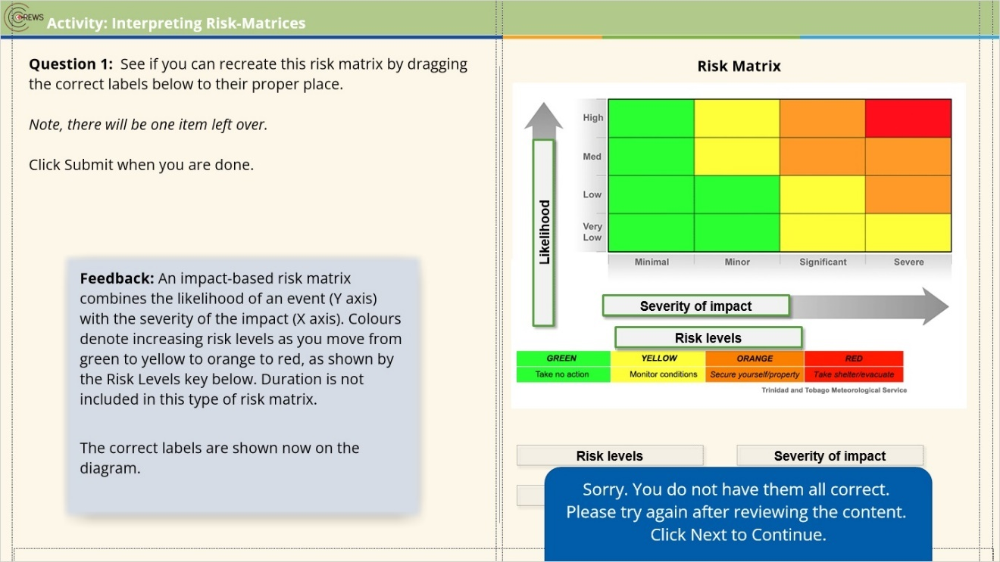 CREWS
Activity: Interpreting Risk-Matrices
Question 1: See if you can recreate this risk matrix by dragging
the correct labels below to their proper place.
Note, there will be one item left over.
Click Submit when you are done.
Feedback: An impact-based risk matrix
combines the likelihood of an event (Y axis)
with the severity of the impact (X axis). Colours
denote increasing risk levels as you move from
green to yellow to orange to red, as shown by
the Risk Levels key below. Duration is not
included in this type of risk matrix.
The correct labels are shown now on the
diagram.
Risk Matrix
Likelihood
High
Med
Low
Very
Low
Minimal Minor Significant Severe
Severity of impact
Risk levels
GREEN YELLOW ORANGE RED
Take no action Monitor conditions Secure yourself/property Take shelter/evacuate
Trinidad and Tobago Meteorological Service
Risk levels Severity of impact
Sorry. You do not have them all correct.
Please try again after reviewing the content.
Click Next to Continue.